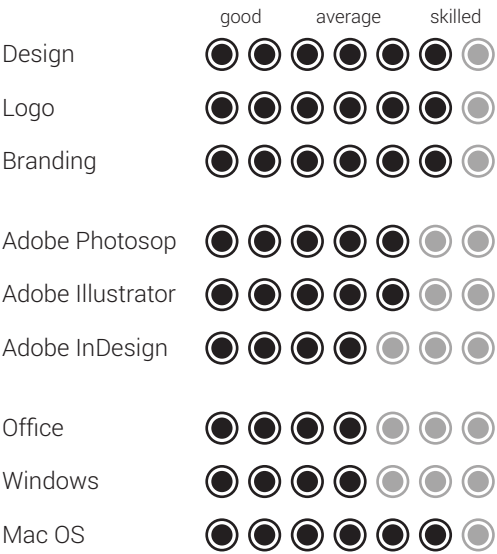 good average skilled
Design
Logo
Branding
Adobe Photosop
Adobe Illustrator
Adobe InDesign
Office
Windows
Mac OS